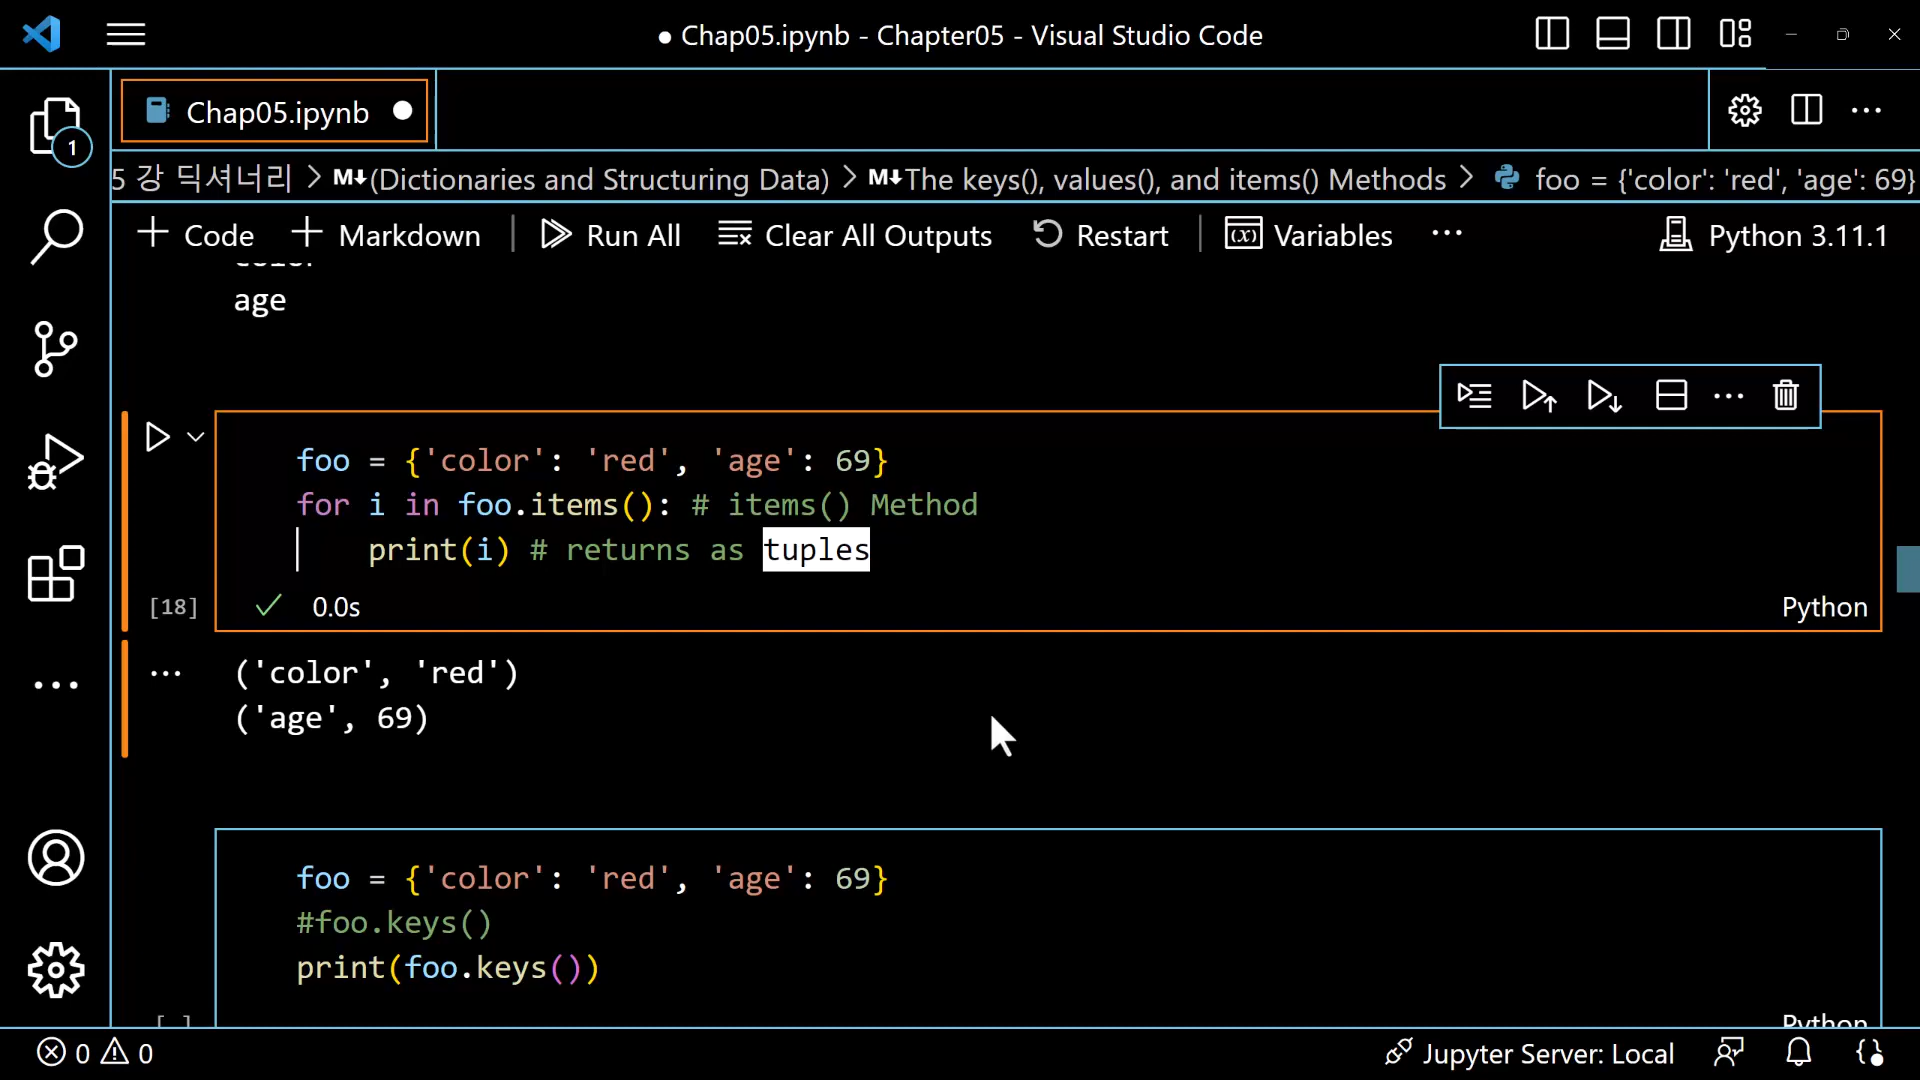 ● Chap05.ipynb - Chapter05 - Visual Studio Code
Chap05.ipynb
1
5 강 딕셔너리 > M↓(Dictionaries and Structuring Data) > M↓The keys(), values(), and items() Methods > foo = {'color': 'red', 'age': 69}
+ Code + Markdown | Run All Clear All Outputs Restart | Variables ··· Python 3.11.1
color
age
foo = {'color': 'red', 'age': 69}
for i in foo.items(): # items() Method
print(i) # returns as tuples
[18] ✓ 0.0s Python
('color', 'red')
('age', 69)
foo = {'color': 'red', 'age': 69}
#foo.keys()
print(foo.keys())
[ ] Python
0 0 Jupyter Server: Local